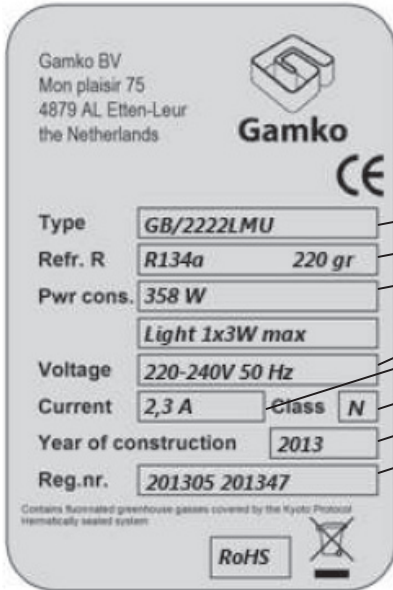 Gamko BV
Mon plaisir 75
4879 AL Etten-Leur
the Netherlands
Gamko
CE
Type GB/2222LMU
Refr. R R134a 220 gr
Pwr cons. 358 W
Light 1x3W max
Voltage 220-240V 50 Hz
Current 2,3 A Class N
Year of construction 2013
Reg.nr. 201305 201347
Contains fluorinated greenhouse gasses covered by the Kyoto Protocol
Hermetically sealed system
RoHS